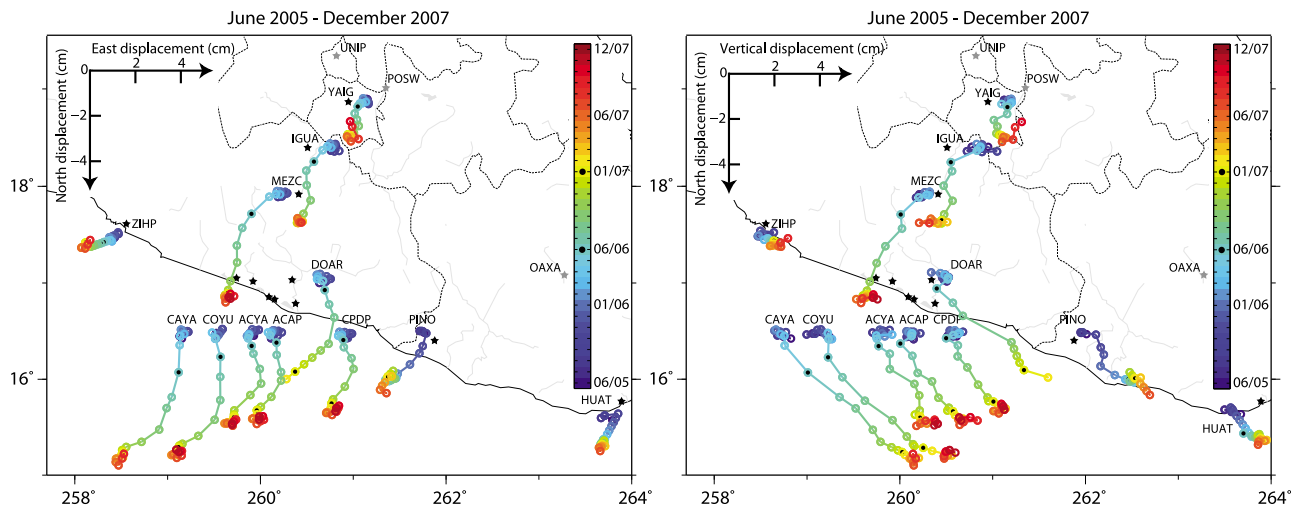 June 2005 - December 2007
East displacement (cm)
0 2 4
North displacement (cm)
0
−2
−4
UNIP
POSW
YAIG
IGUA
MEZC
ZIHP
DOAR
OAXA
CAYA COYU ACYA ACAP CPDP PINO
HUAT
12/07
06/07
01/07
06/06
01/06
06/05
18°
16°
258 260 262 264°
June 2005 - December 2007
Vertical displacement (cm)
2 4
North displacement (cm)
0
−2
−4
UNIP
POSW
YAIG
IGUA
MEZC
ZIHP
DOAR
OAXA
CAYA COYU ACYA ACAP CPDP PINO
HUAT
12/07
06/07
01/07
06/06
01/06
06/05
18°
16°
258 260 262 264°